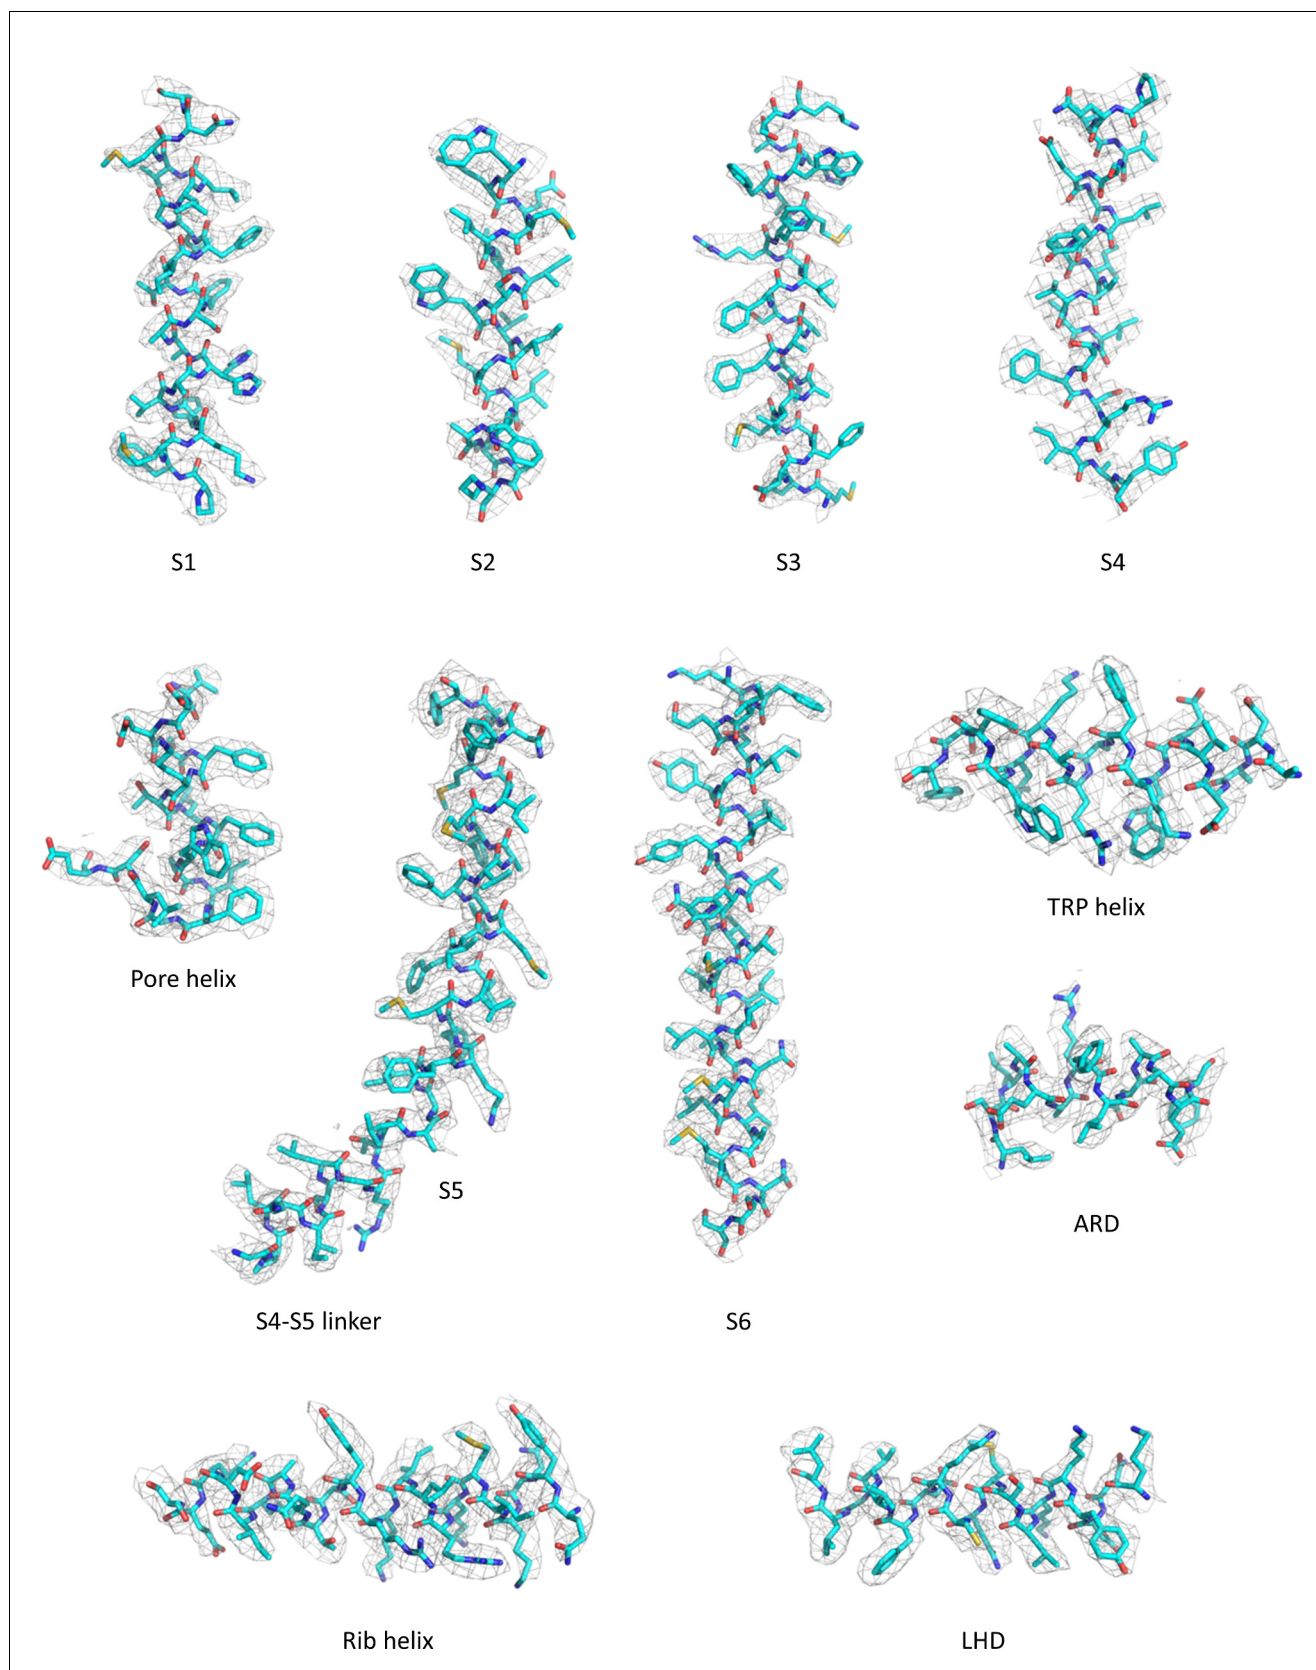 S1
S2
S3
S4
Pore helix
S5
TRP helix
ARD
S4-S5 linker
S6
Rib helix
LHD